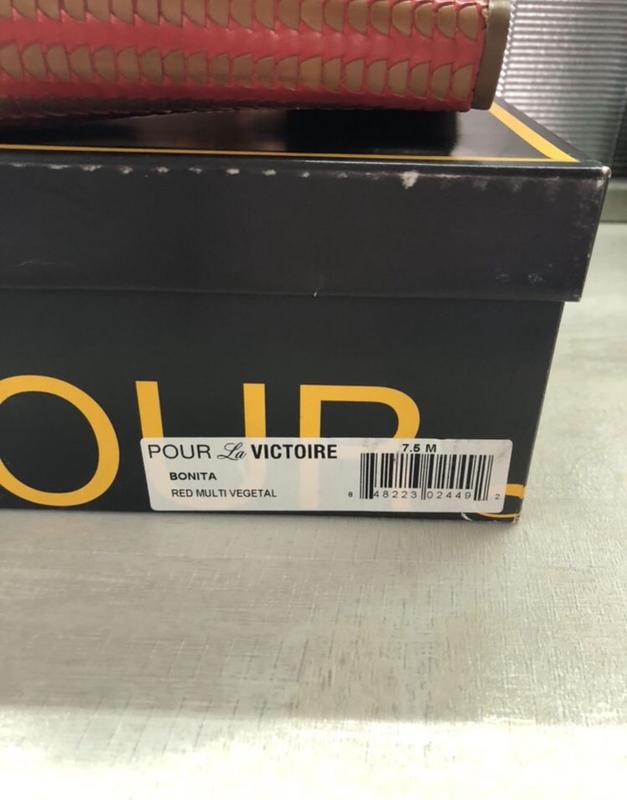 OUR
POUR La VICTOIRE
7.5 M
BONITA
RED MULTI VEGETAL
8 48223 02449 2